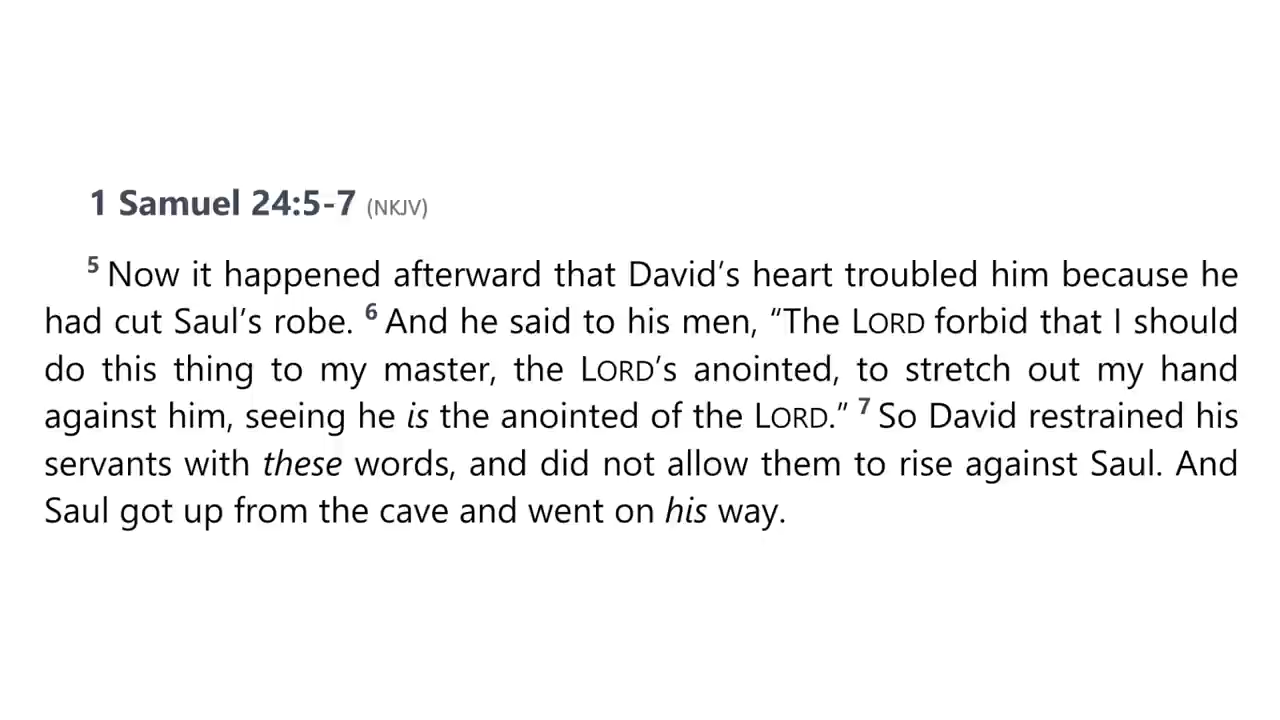 1 Samuel 24:5-7 (NKJV)
5 Now it happened afterward that David’s heart troubled him because he
had cut Saul’s robe. 6 And he said to his men, “The LORD forbid that I should
do this thing to my master, the LORD’s anointed, to stretch out my hand
against him, seeing he is the anointed of the LORD.” 7 So David restrained his
servants with these words, and did not allow them to rise against Saul. And
Saul got up from the cave and went on his way.